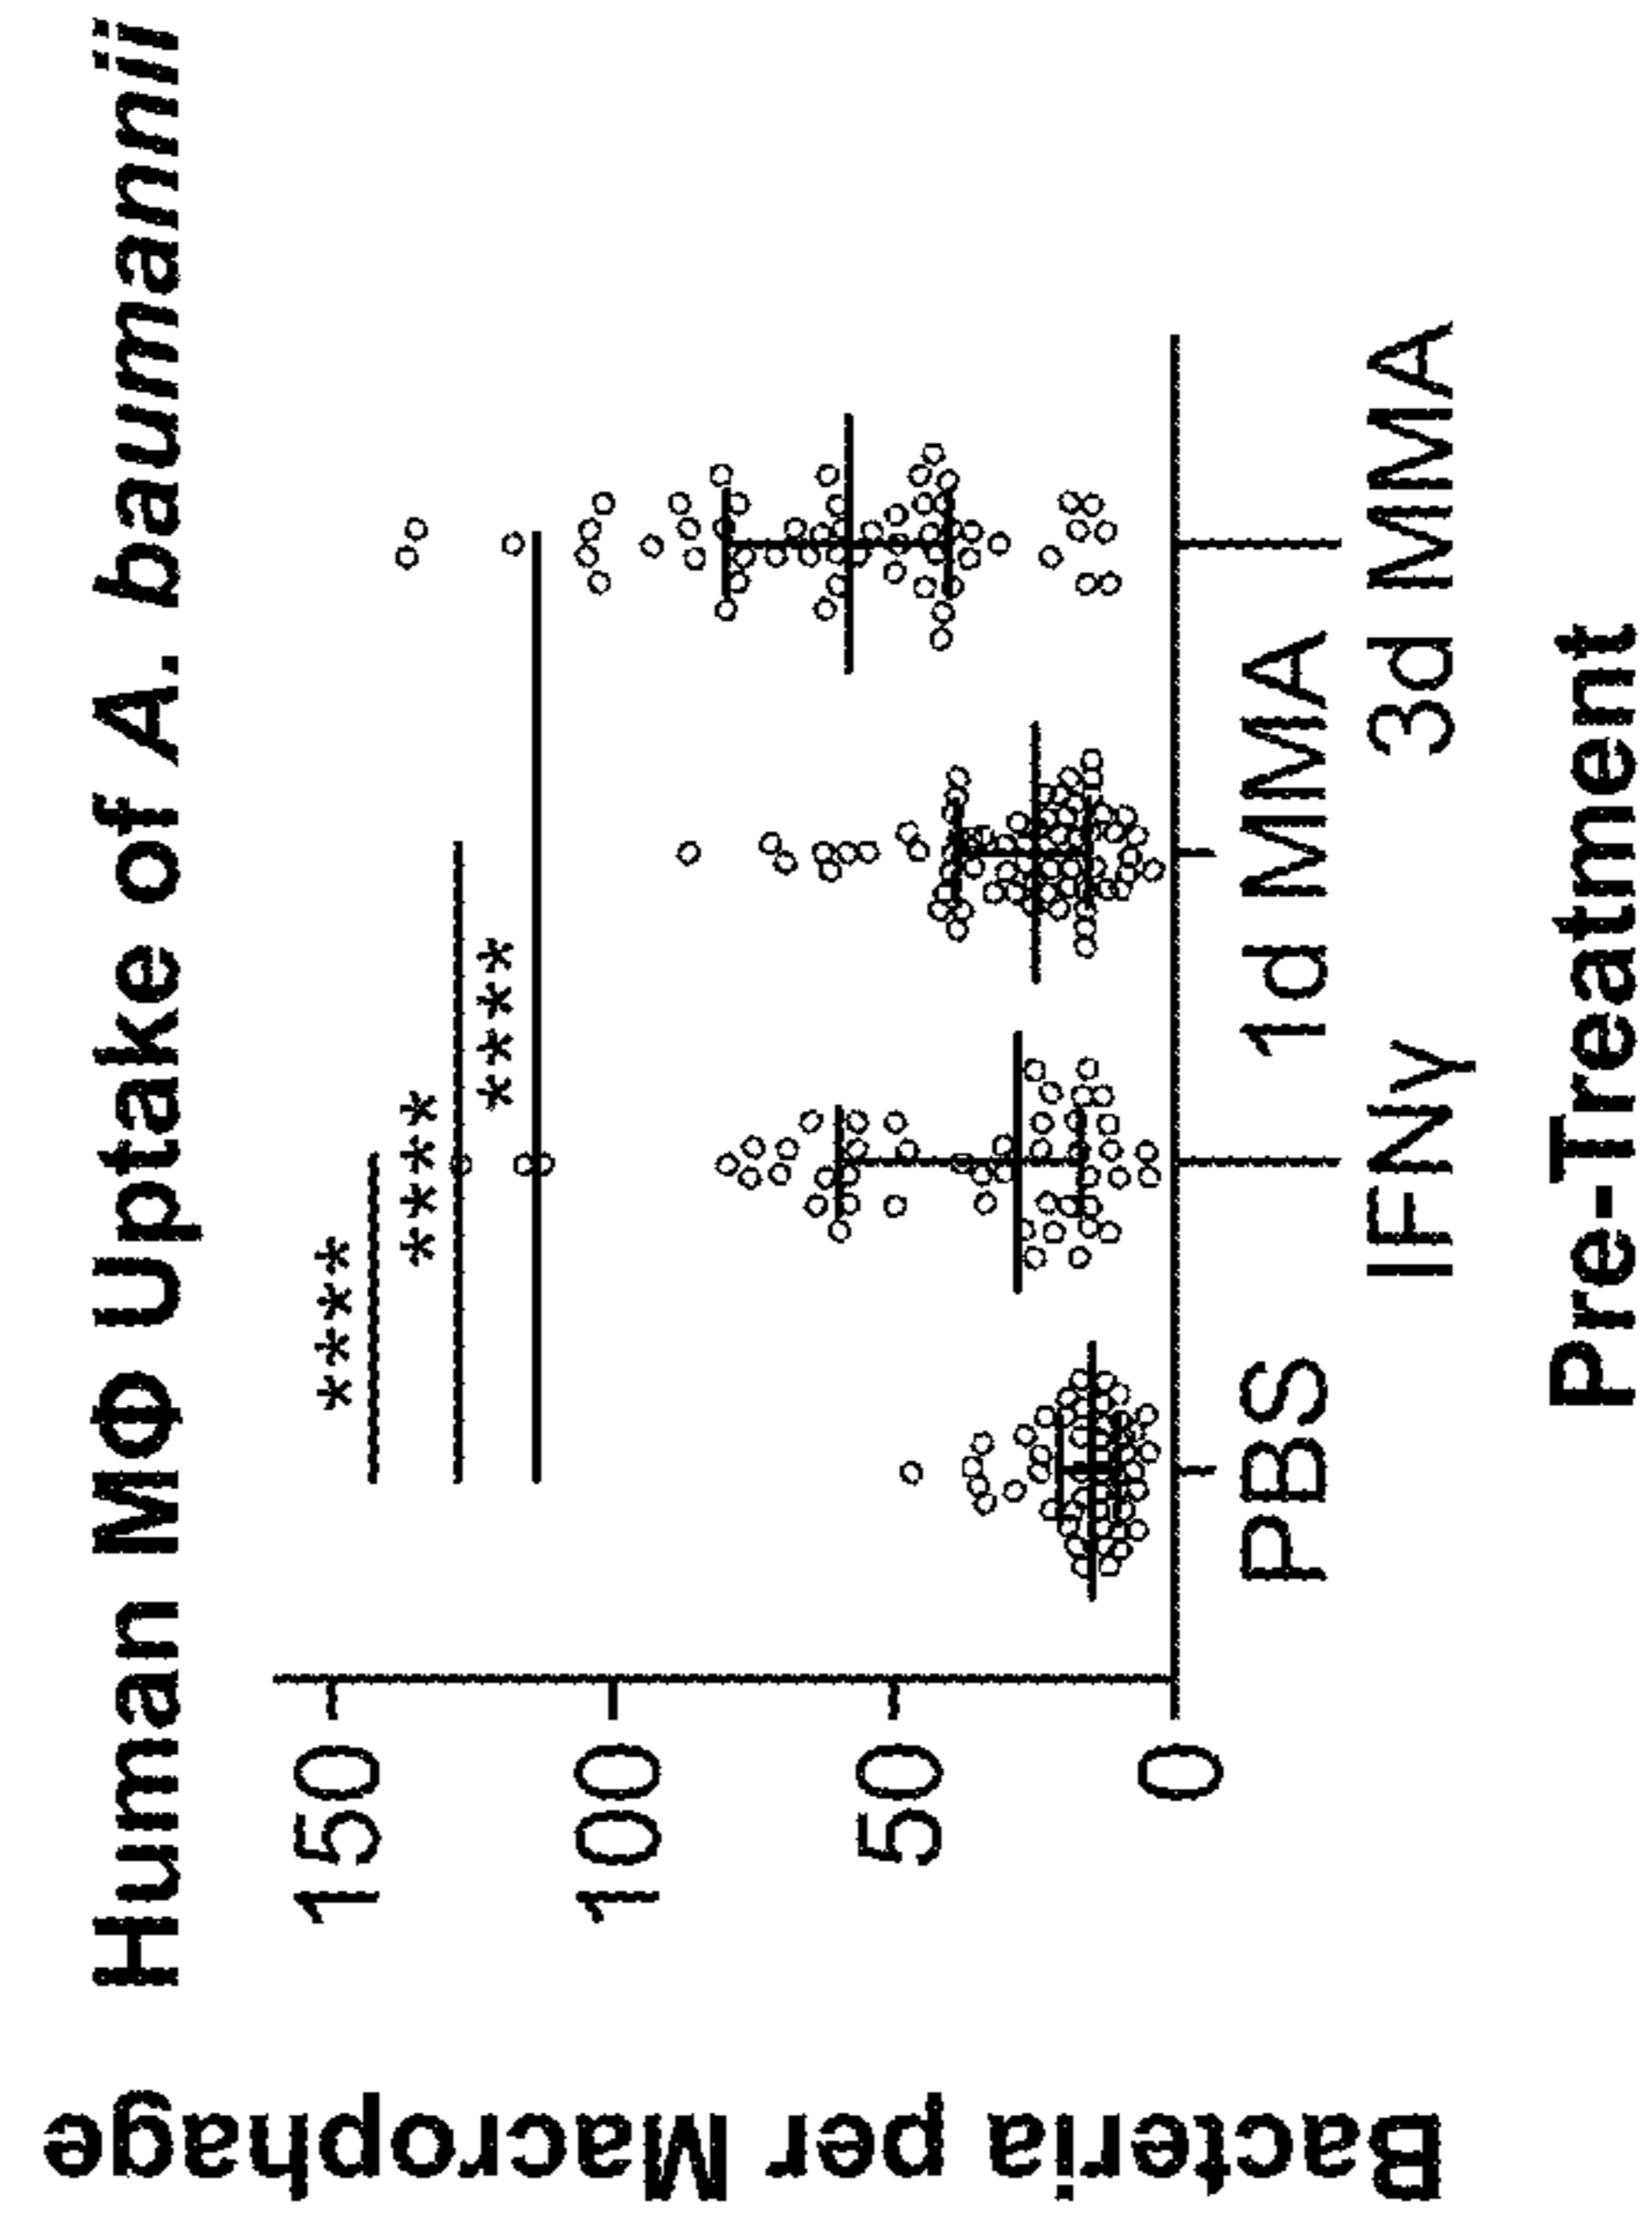 Human MΦ Uptake of A. baumannii
Bacteria per Macrophage
150
100
50
0
****
****
****
PBS
IFNγ
1d MMA
3d MMA
Pre-Treatment